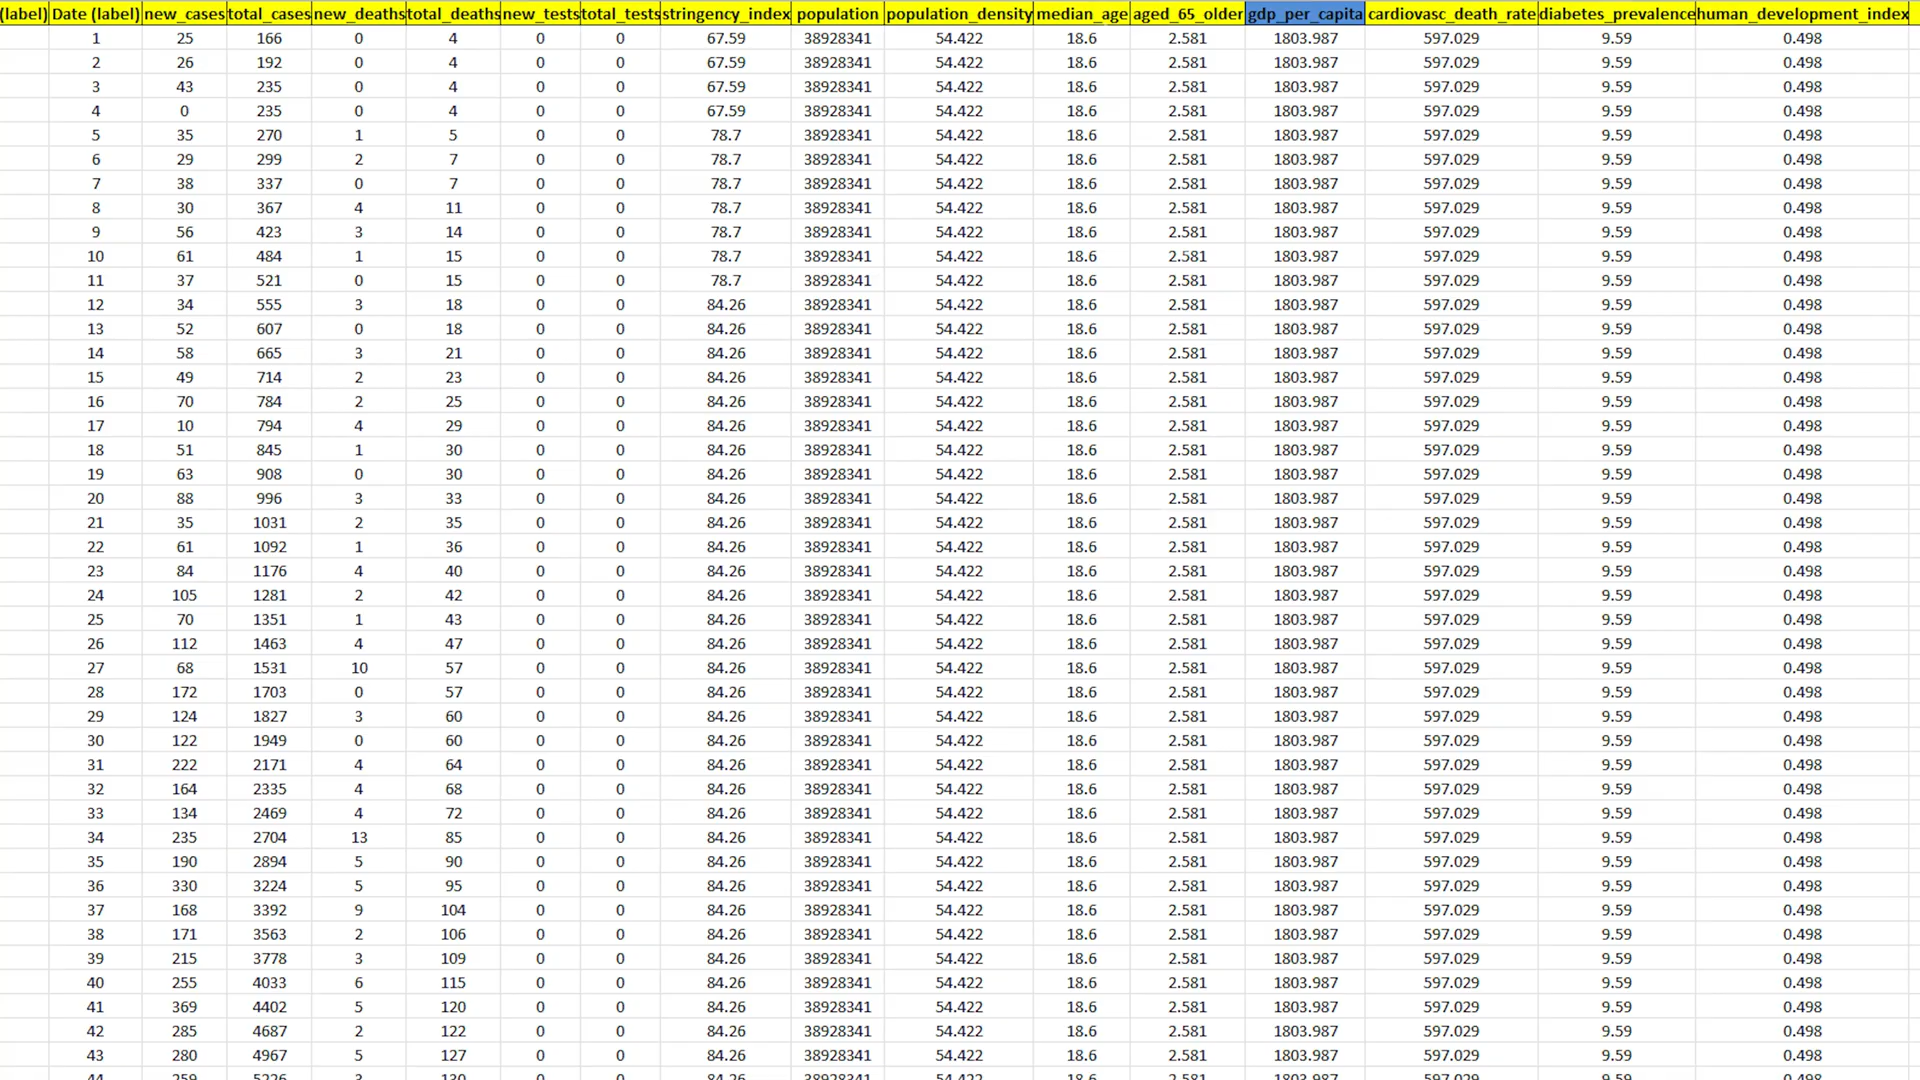 (label) Date (label) new_cases total_cases new_deaths total_deaths new_tests total_tests stringency_index population population_density median_age aged_65_older gdp_per_capita cardiovasc_death_rate diabetes_prevalence human_development_index
1 25 166 0 4 0 0 67.59 38928341 54.422 18.6 2.581 1803.987 597.029 9.59 0.498
2 26 192 0 4 0 0 67.59 38928341 54.422 18.6 2.581 1803.987 597.029 9.59 0.498
3 43 235 0 4 0 0 67.59 38928341 54.422 18.6 2.581 1803.987 597.029 9.59 0.498
4 0 235 0 4 0 0 67.59 38928341 54.422 18.6 2.581 1803.987 597.029 9.59 0.498
5 35 270 1 5 0 0 78.7 38928341 54.422 18.6 2.581 1803.987 597.029 9.59 0.498
6 29 299 2 7 0 0 78.7 38928341 54.422 18.6 2.581 1803.987 597.029 9.59 0.498
7 38 337 0 7 0 0 78.7 38928341 54.422 18.6 2.581 1803.987 597.029 9.59 0.498
8 30 367 4 11 0 0 78.7 38928341 54.422 18.6 2.581 1803.987 597.029 9.59 0.498
9 56 423 3 14 0 0 78.7 38928341 54.422 18.6 2.581 1803.987 597.029 9.59 0.498
10 61 484 1 15 0 0 78.7 38928341 54.422 18.6 2.581 1803.987 597.029 9.59 0.498
11 37 521 0 15 0 0 78.7 38928341 54.422 18.6 2.581 1803.987 597.029 9.59 0.498
12 34 555 3 18 0 0 84.26 38928341 54.422 18.6 2.581 1803.987 597.029 9.59 0.498
13 52 607 0 18 0 0 84.26 38928341 54.422 18.6 2.581 1803.987 597.029 9.59 0.498
14 58 665 3 21 0 0 84.26 38928341 54.422 18.6 2.581 1803.987 597.029 9.59 0.498
15 49 714 2 23 0 0 84.26 38928341 54.422 18.6 2.581 1803.987 597.029 9.59 0.498
16 70 784 2 25 0 0 84.26 38928341 54.422 18.6 2.581 1803.987 597.029 9.59 0.498
17 10 794 4 29 0 0 84.26 38928341 54.422 18.6 2.581 1803.987 597.029 9.59 0.498
18 51 845 1 30 0 0 84.26 38928341 54.422 18.6 2.581 1803.987 597.029 9.59 0.498
19 63 908 0 30 0 0 84.26 38928341 54.422 18.6 2.581 1803.987 597.029 9.59 0.498
20 88 996 3 33 0 0 84.26 38928341 54.422 18.6 2.581 1803.987 597.029 9.59 0.498
21 35 1031 2 35 0 0 84.26 38928341 54.422 18.6 2.581 1803.987 597.029 9.59 0.498
22 61 1092 1 36 0 0 84.26 38928341 54.422 18.6 2.581 1803.987 597.029 9.59 0.498
23 84 1176 4 40 0 0 84.26 38928341 54.422 18.6 2.581 1803.987 597.029 9.59 0.498
24 105 1281 2 42 0 0 84.26 38928341 54.422 18.6 2.581 1803.987 597.029 9.59 0.498
25 70 1351 1 43 0 0 84.26 38928341 54.422 18.6 2.581 1803.987 597.029 9.59 0.498
26 112 1463 4 47 0 0 84.26 38928341 54.422 18.6 2.581 1803.987 597.029 9.59 0.498
27 68 1531 10 57 0 0 84.26 38928341 54.422 18.6 2.581 1803.987 597.029 9.59 0.498
28 172 1703 0 57 0 0 84.26 38928341 54.422 18.6 2.581 1803.987 597.029 9.59 0.498
29 124 1827 3 60 0 0 84.26 38928341 54.422 18.6 2.581 1803.987 597.029 9.59 0.498
30 122 1949 0 60 0 0 84.26 38928341 54.422 18.6 2.581 1803.987 597.029 9.59 0.498
31 222 2171 4 64 0 0 84.26 38928341 54.422 18.6 2.581 1803.987 597.029 9.59 0.498
32 164 2335 4 68 0 0 84.26 38928341 54.422 18.6 2.581 1803.987 597.029 9.59 0.498
33 134 2469 4 72 0 0 84.26 38928341 54.422 18.6 2.581 1803.987 597.029 9.59 0.498
34 235 2704 13 85 0 0 84.26 38928341 54.422 18.6 2.581 1803.987 597.029 9.59 0.498
35 190 2894 5 90 0 0 84.26 38928341 54.422 18.6 2.581 1803.987 597.029 9.59 0.498
36 330 3224 5 95 0 0 84.26 38928341 54.422 18.6 2.581 1803.987 597.029 9.59 0.498
37 168 3392 9 104 0 0 84.26 38928341 54.422 18.6 2.581 1803.987 597.029 9.59 0.498
38 171 3563 2 106 0 0 84.26 38928341 54.422 18.6 2.581 1803.987 597.029 9.59 0.498
39 215 3778 3 109 0 0 84.26 38928341 54.422 18.6 2.581 1803.987 597.029 9.59 0.498
40 255 4033 6 115 0 0 84.26 38928341 54.422 18.6 2.581 1803.987 597.029 9.59 0.498
41 369 4402 5 120 0 0 84.26 38928341 54.422 18.6 2.581 1803.987 597.029 9.59 0.498
42 285 4687 2 122 0 0 84.26 38928341 54.422 18.6 2.581 1803.987 597.029 9.59 0.498
43 280 4967 5 127 0 0 84.26 38928341 54.422 18.6 2.581 1803.987 597.029 9.59 0.498
44 259 5226 3 130 0 0 84.26 38928341 54.422 18.6 2.581 1803.987 597.029 9.59 0.498